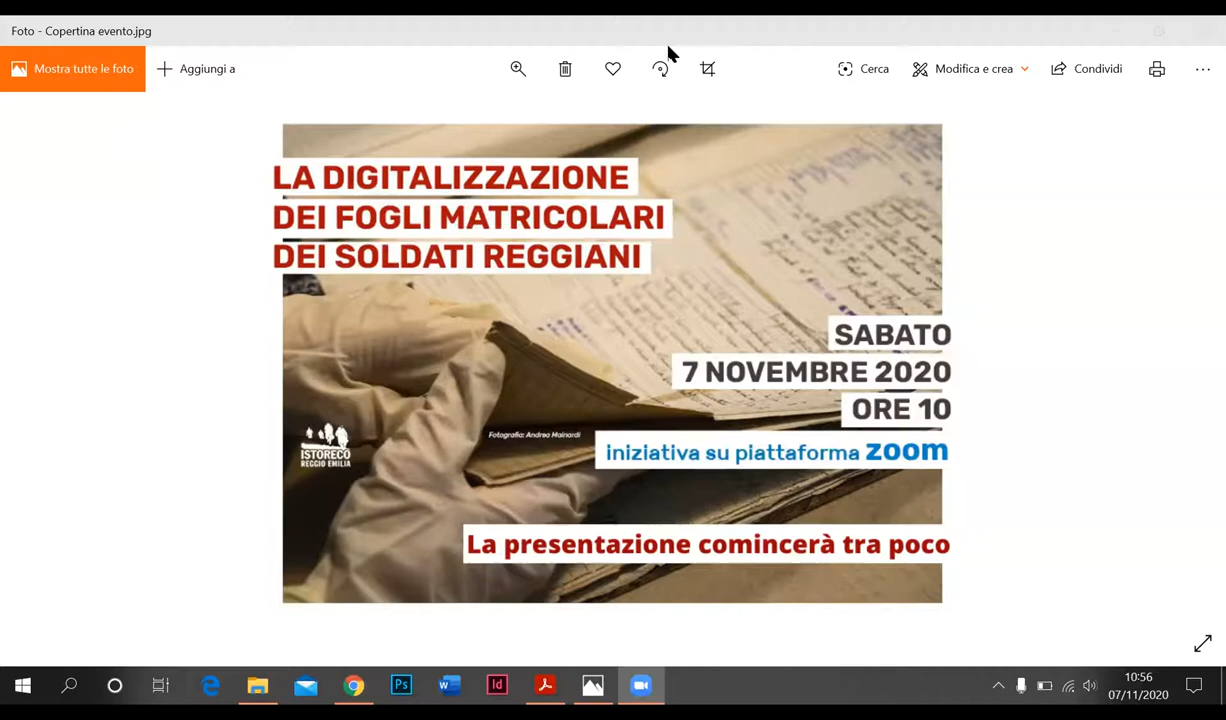 Foto - Copertina evento.jpg
Mostra tutte le foto
Aggiungi a
Cerca
Modifica e crea
Condividi
LA DIGITALIZZAZIONE
DEI FOGLI MATRICOLARI
DEI SOLDATI REGGIANI
SABATO
7 NOVEMBRE 2020
ORE 10
Fotografia: Andrea Mainardi
iniziativa su piattaforma zoom
ISTORECO
REGGIO EMILIA
La presentazione comincerà tra poco
Ps
W
Id
10:56
07/11/2020